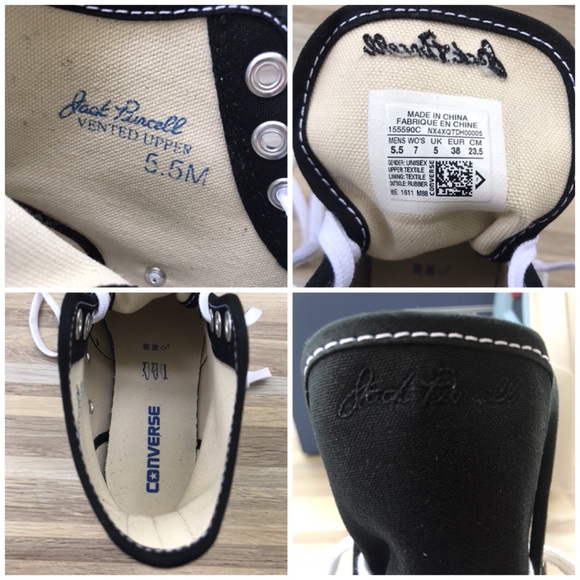 Jack Purcell
VENTED UPPER
5.5M
Jack Purcell
MADE IN CHINA
FABRIQUE EN CHINE
155590C NX4XQTDH00005
MENS WO'S UK EUR CM
5.5 7 5 38 23.5
GENDER: UNISEX
UPPER: TEXTILE
LINING: TEXTILE
OUTSOLE: RUBBER
1611
CONVERSE
CONVERSE
Jack Purcell